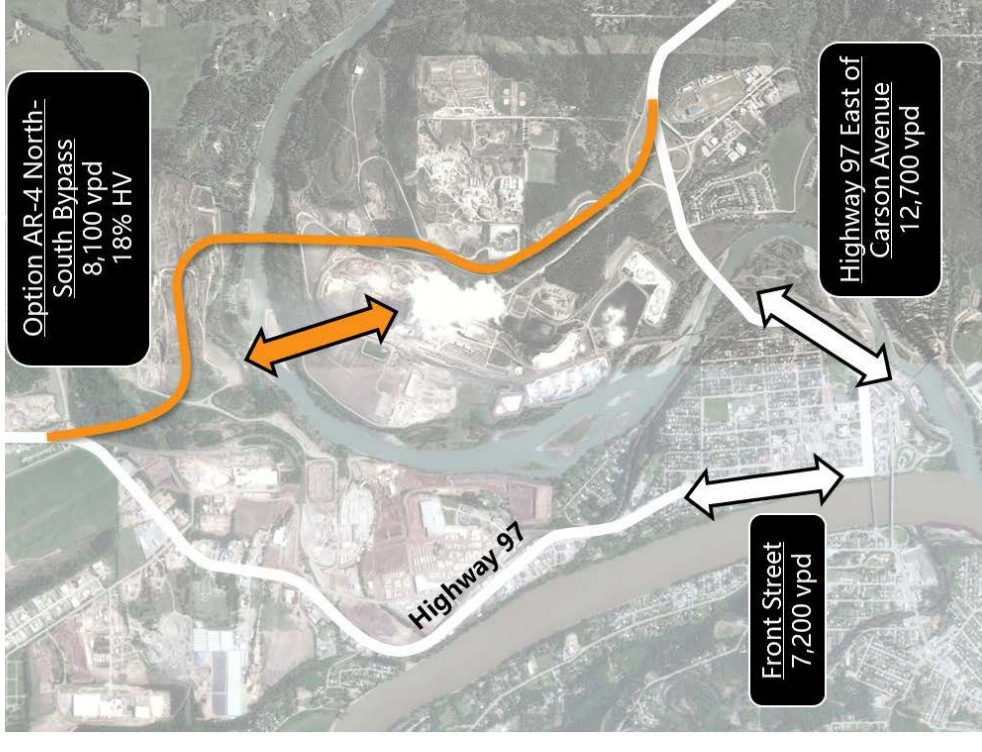 Option AR-4 North-
South Bypass
8,100 vpd
18% HV
Highway 97
Front Street
7,200 vpd
Highway 97 East of
Carson Avenue
12,700 vpd